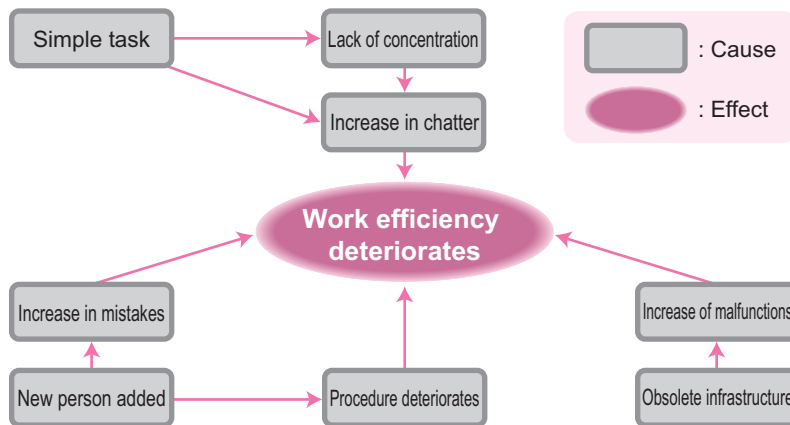 Simple task
Lack of concentration
: Cause
Increase in chatter
: Effect
Work efficiency
deteriorates
Increase in mistakes
Increase of malfunctions
New person added
Procedure deteriorates
Obsolete infrastructure